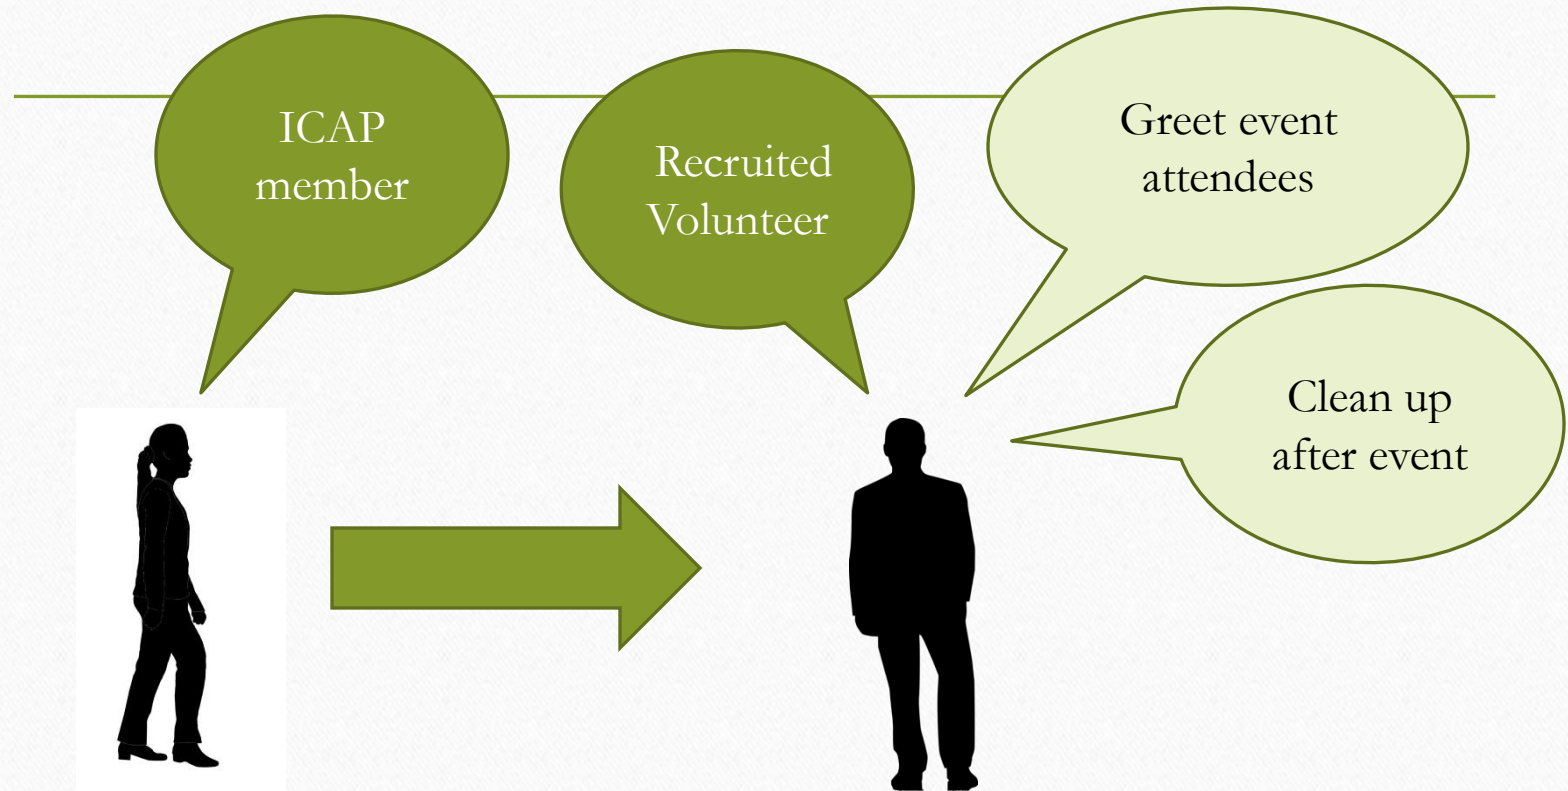 ICAP
member
Recruited
Volunteer
Greet event
attendees
Clean up
after event